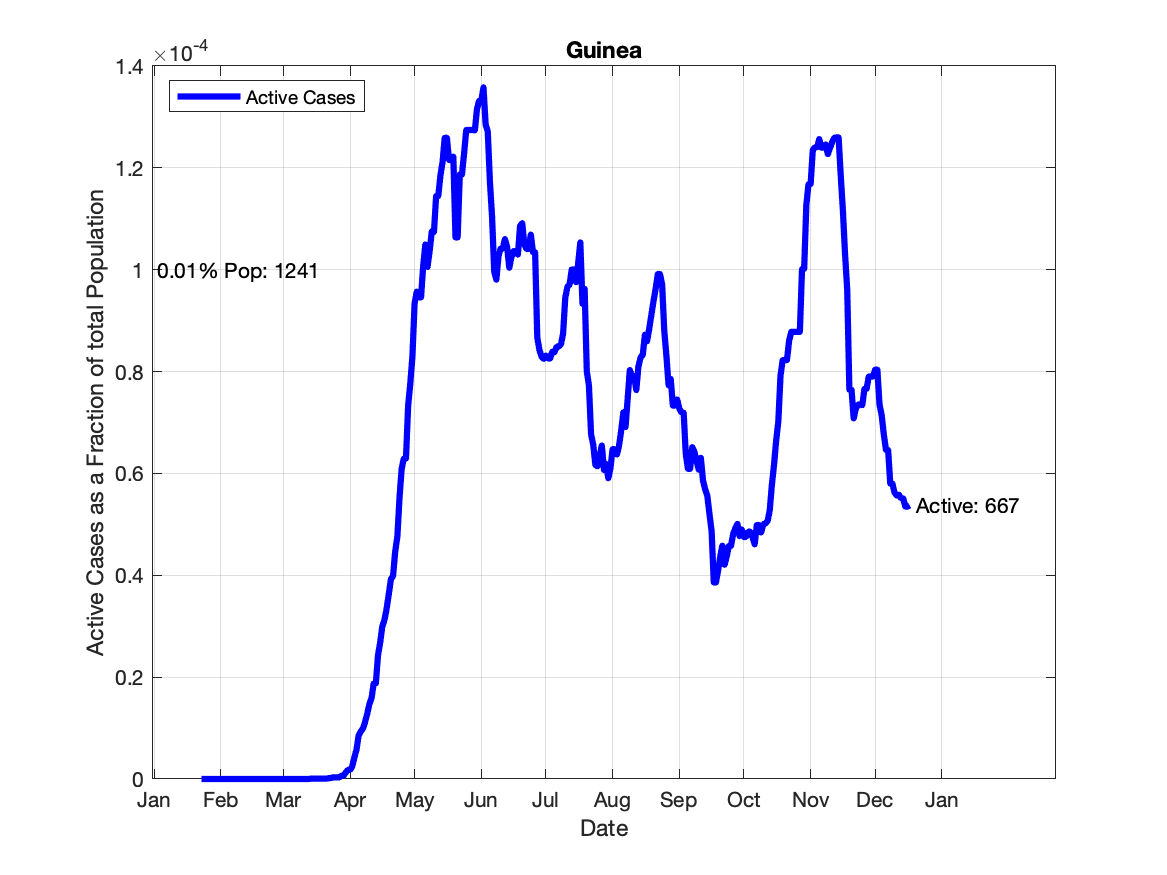 Guinea
×10-4
Active Cases
1.4
1.2
1
0.8
0.6
0.4
0.2
0
Active Cases as a Fraction of total Population
0.01% Pop: 1241
Active: 667
Jan Feb Mar Apr May Jun Jul Aug Sep Oct Nov Dec Jan
Date